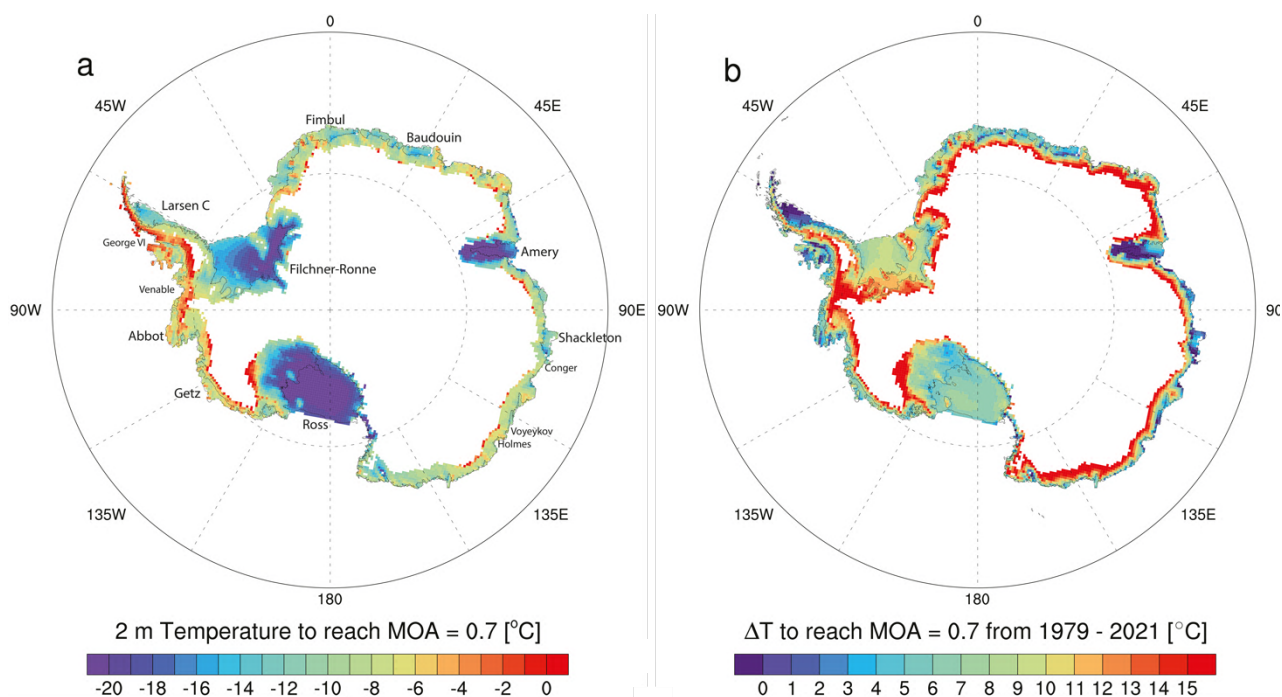 a
0
45W
45E
90W
90E
135W
135E
180
Fimbul
Baudouin
Larsen C
George VI
Filchner-Ronne
Amery
Venable
Abbot
Shackleton
Conger
Getz
Ross
Voyeykov
Holmes
2 m Temperature to reach MOA = 0.7 [°C]
-20 -18 -16 -14 -12 -10 -8 -6 -4 -2 0
b
0
45W
45E
90W
90
135W
135E
180
ΔT to reach MOA = 0.7 from 1979 - 2021 [°C]
0 1 2 3 4 5 6 7 8 9 10 11 12 13 14 15